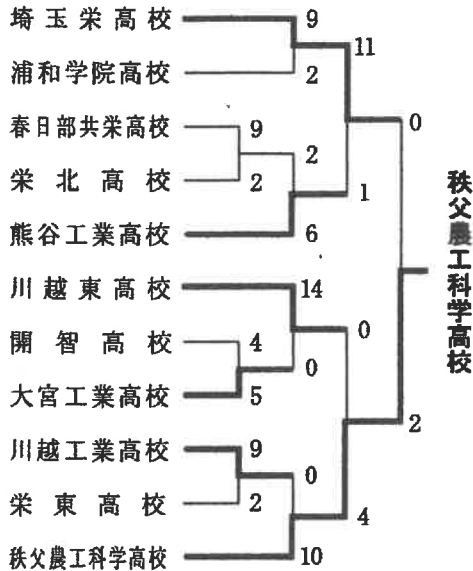 埼玉栄高校
9
11
浦和学院高校
2
0
春日部共栄高校
9
2
栄北高校
2
1
熊谷工業高校
6
川越東高校
14
0
開智高校
4
0
大宮工業高校
5
2
川越工業高校
9
0
栄東高校
2
4
秩父農工科学高校
10
秩父農工科学高校